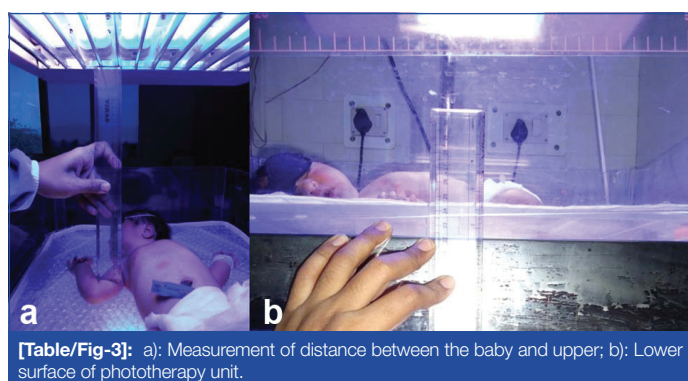 a
b
[Table/Fig-3]: a): Measurement of distance between the baby and upper; b): Lower
surface of phototherapy unit.